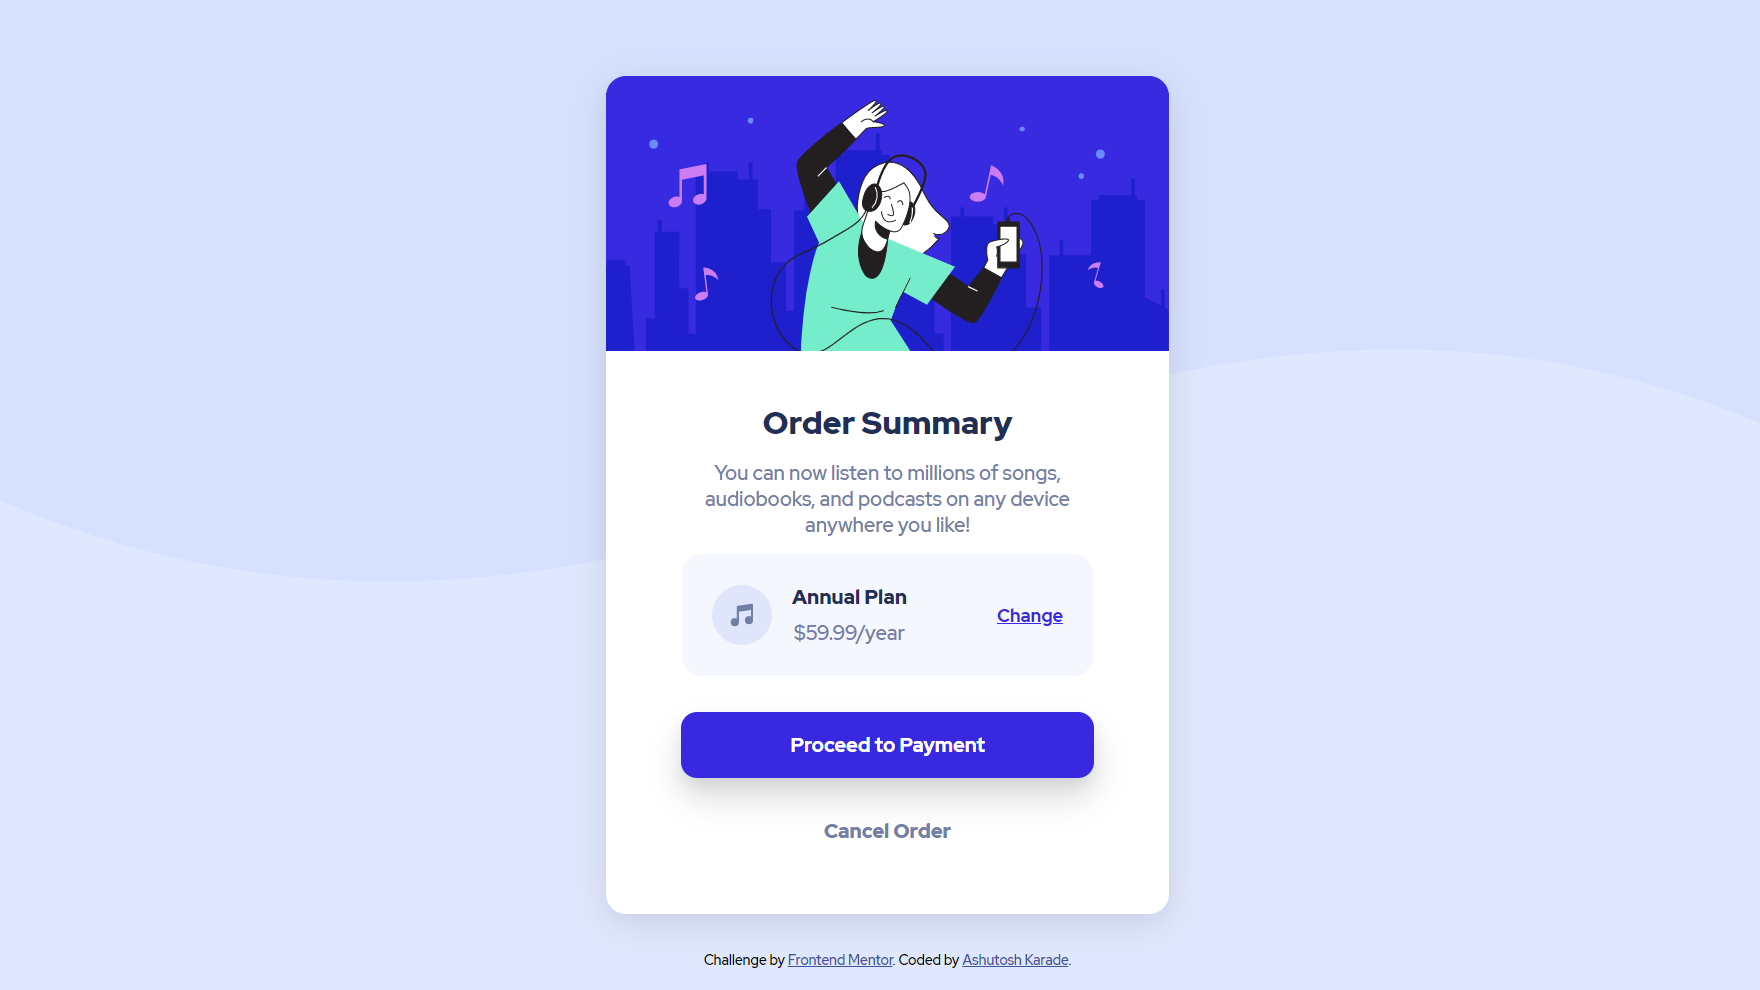 Order Summary
You can now listen to millions of songs,
audiobooks, and podcasts on any device
anywhere you like!
Annual Plan
$59.99/year
Change
Proceed to Payment
Cancel Order
Challenge by Frontend Mentor. Coded by Ashutosh Karade.